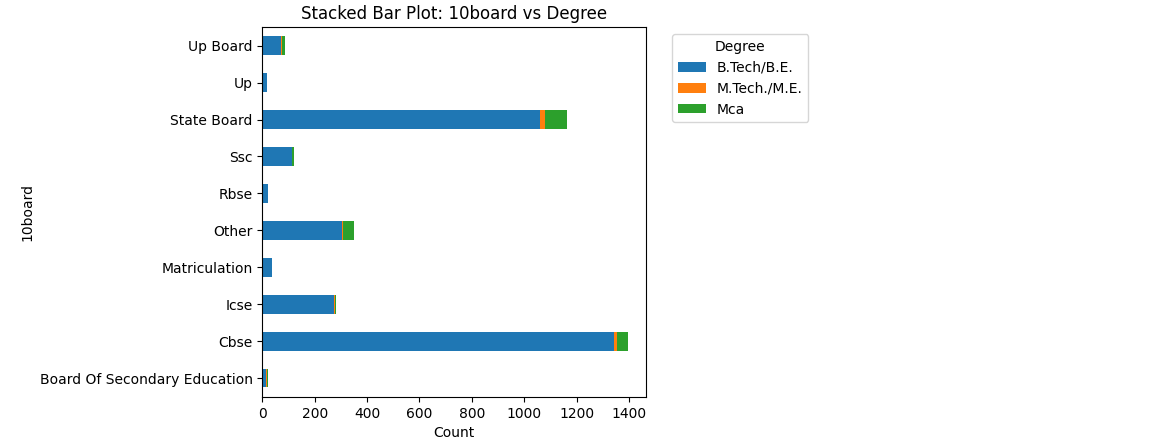 Stacked Bar Plot: 10board vs Degree
Degree
B.Tech/B.E.
M.Tech./M.E.
Mca
10board
Up Board
Up
State Board
Ssc
Rbse
Other
Matriculation
Icse
Cbse
Board Of Secondary Education
0 200 400 600 800 1000 1200 1400
Count